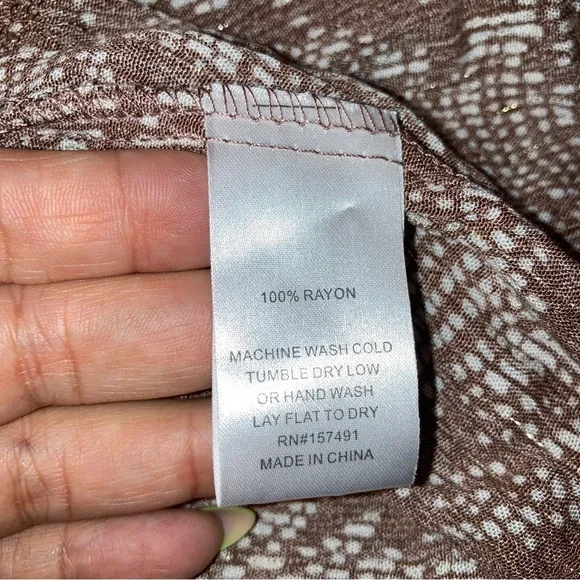 100% RAYON
MACHINE WASH COLD
TUMBLE DRY LOW
OR HAND WASH
LAY FLAT TO DRY
RN#157491
MADE IN CHINA